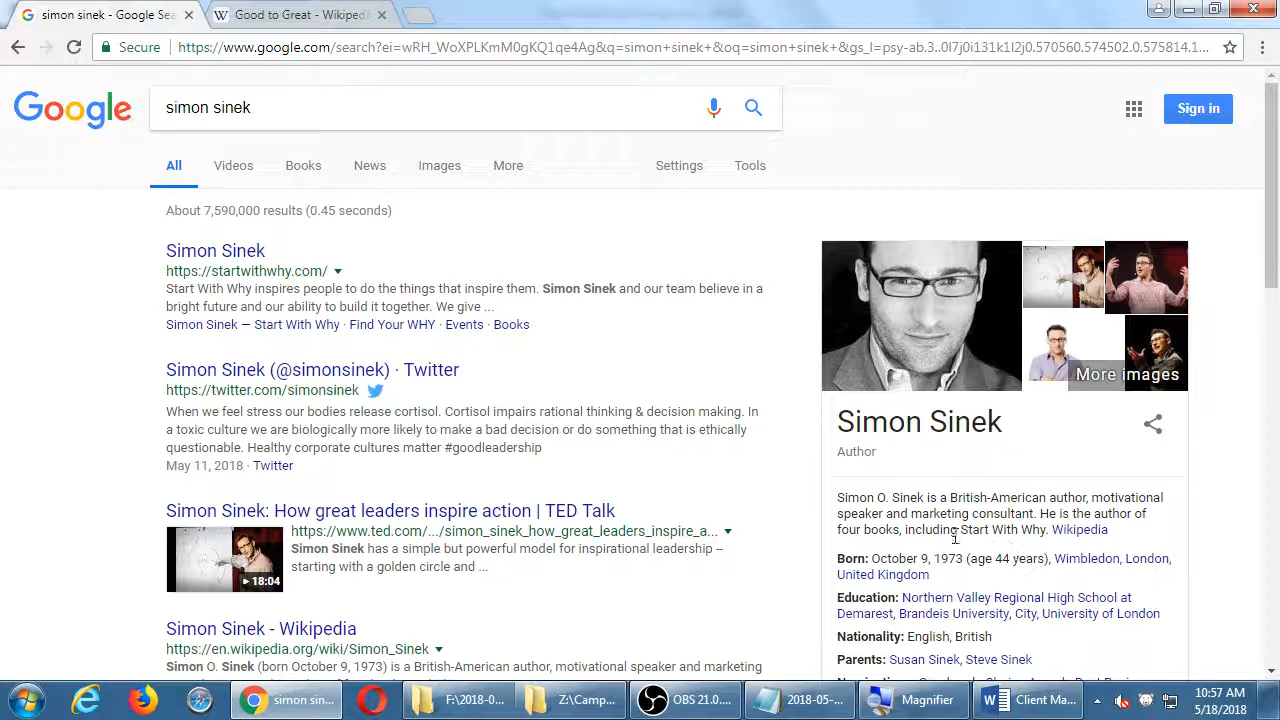 simon sinek - Google Sea
Good to Great - Wikiped
Secure
https://www.google.com/search?ei=wRH_WoXPLKmM0gKQ1qe4Ag&q=simon+sinek+&oq=simon+sinek+&gs_l=psy-ab.3..0l7j0i131k1l2j0.570560.574502.0.575814.1...
Google
simon sinek
Sign in
All
Videos
Books
News
Images
More
Settings
Tools
About 7,590,000 results (0.45 seconds)
Simon Sinek
https://startwithwhy.com/
Start With Why inspires people to do the things that inspire them. Simon Sinek and our team believe in a
bright future and our ability to build it together. We give ...
Simon Sinek — Start With Why · Find Your WHY · Events · Books
Simon Sinek (@simonsinek) · Twitter
https://twitter.com/simonsinek
When we feel stress our bodies release cortisol. Cortisol impairs rational thinking & decision making. In
a toxic culture we are biologically more likely to make a bad decision or do something that is ethically
questionable. Healthy corporate cultures matter #goodleadership
May 11, 2018 · Twitter
Simon Sinek: How great leaders inspire action | TED Talk
https://www.ted.com/.../simon_sinek_how_great_leaders_inspire_a...
Simon Sinek has a simple but powerful model for inspirational leadership --
starting with a golden circle and ...
18:04
Simon Sinek - Wikipedia
https://en.wikipedia.org/wiki/Simon_Sinek
Simon O. Sinek (born October 9, 1973) is a British-American author, motivational speaker and marketing
More images
Simon Sinek
Author
Simon O. Sinek is a British-American author, motivational
speaker and marketing consultant. He is the author of
four books, including Start With Why. Wikipedia
Born: October 9, 1973 (age 44 years), Wimbledon, London,
United Kingdom
Education: Northern Valley Regional High School at
Demarest, Brandeis University, City, University of London
Nationality: English, British
Parents: Susan Sinek, Steve Sinek
simon sin...
F:\2018-0...
Z:\Camp...
OBS 21.0....
2018-05-...
Magnifier
Client Ma...
10:57 AM
5/18/2018